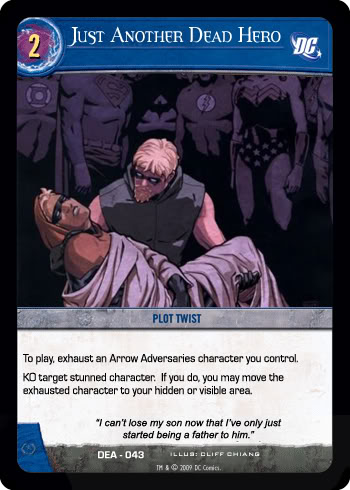 2
Just Another Dead Hero
DC
PLOT TWIST
To play, exhaust an Arrow Adversaries character you control.
KO target stunned character. If you do, you may move the
exhausted character to your hidden or visible area.
"I can't lose my son now that I've only just
started being a father to him."
DEA - 043 ILLUS: CLIFF CHIANG
TM & © 2009 DC Comics.